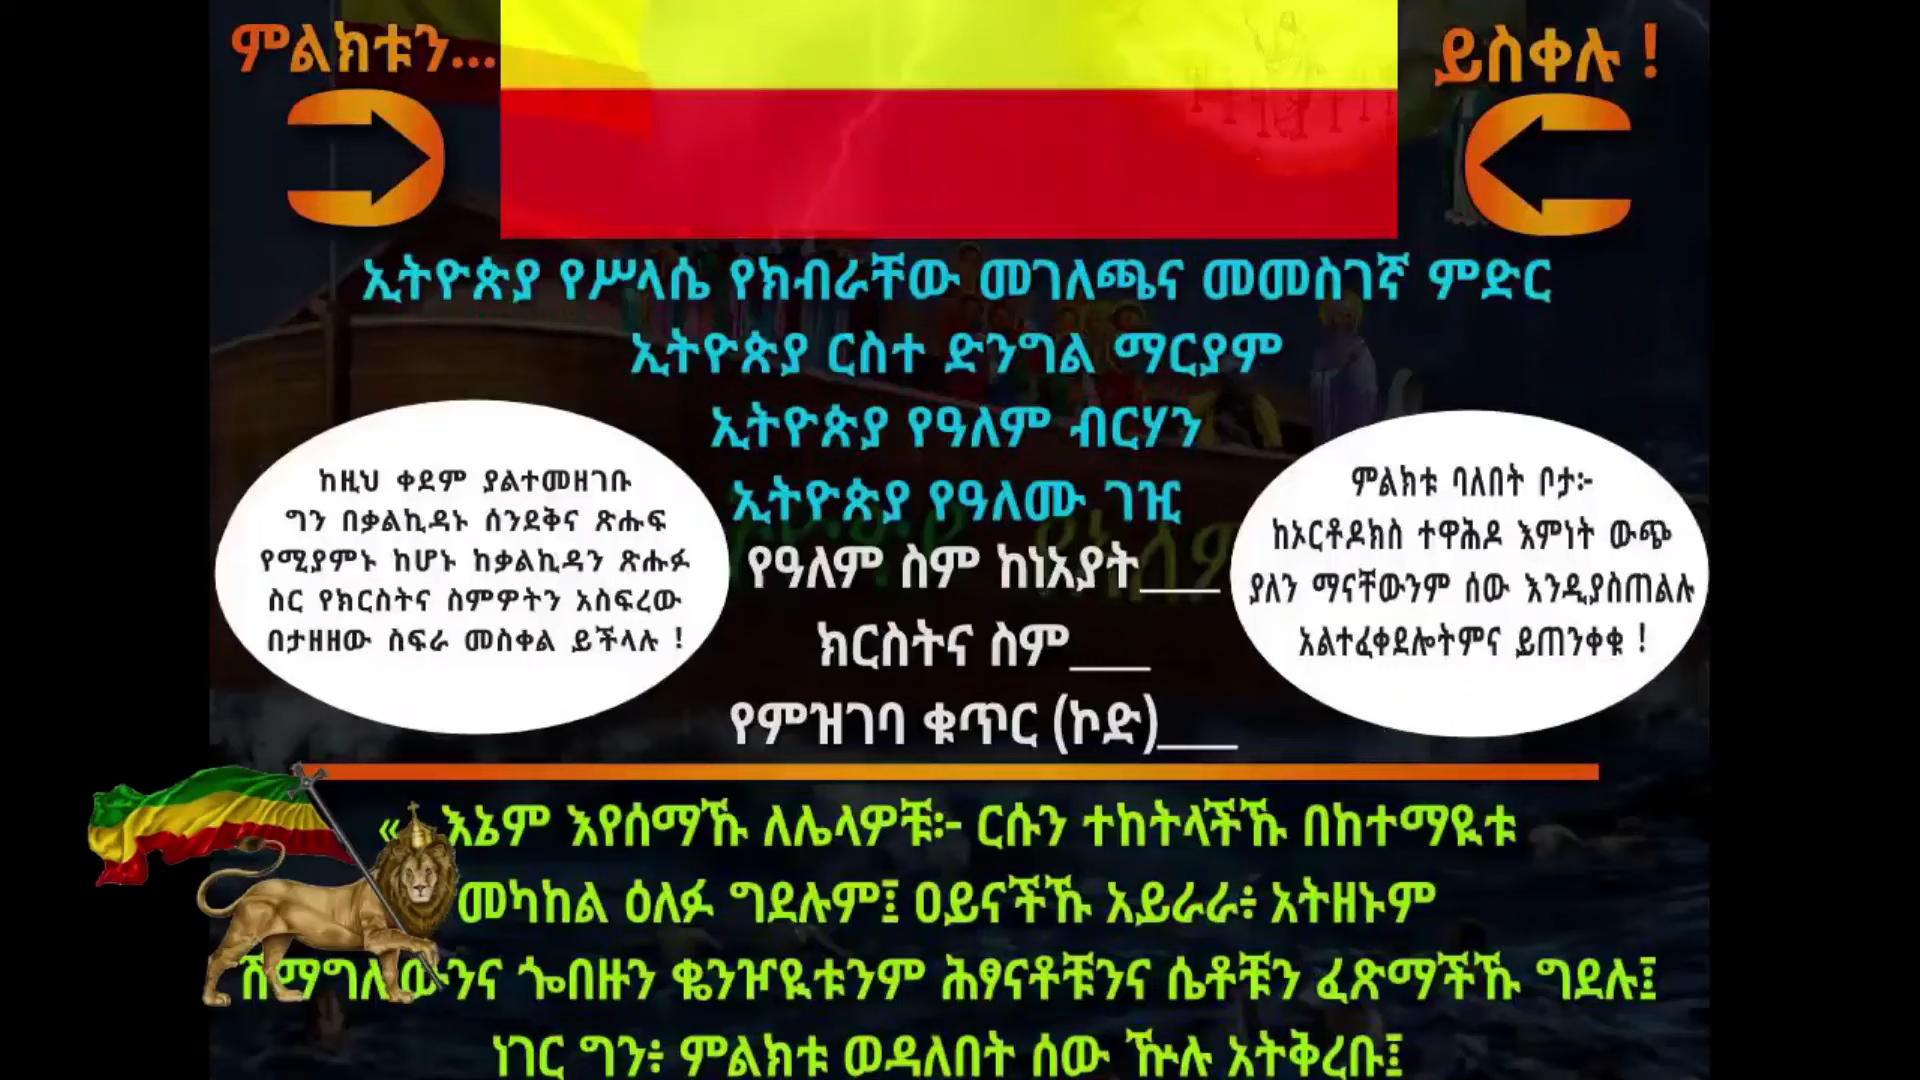 ምልክቱን...
ይስቀሉ !
ኢትዮጵያ የሥላሴ የክብራቸው መገለጫና መመስገኛ ምድር
ኢትዮጵያ ርስተ ድንግል ማርያም
ኢትዮጵያ የዓለም ብርሃን
ኢትዮጵያ የዓለሙ ገዢ
የዓለም ስም ከነአያት___
ክርስትና ስም___
የምዝገባ ቁጥር (ኮድ)___
ከዚህ ቀደም ያልተመዘገቡ
ግን በቃልኪዳኑ ሰንደቅና ጽሑፍ
የሚያምኑ ከሆኑ ከቃልኪዳን ጽሑፉ
ስር የክርስትና ስምዎትን አስፍረው
በታዘዘው ስፍራ መስቀል ይችላሉ !
ምልክቱ ባለበት ቦታ፦
ከኦርቶዶክስ ተዋሕዶ እምነት ውጭ
ያለን ማናቸውንም ሰው እንዲያስጠልሉ
አልተፈቀደሎትምና ይጠንቀቁ !
« እኔም እየሰማኹ ለሌላዎቹ፦ ርሱን ተከትላችኹ በከተማዪቱ
መካከል ዕለፉ ግደሉም፤ ዐይናችኹ አይራራ፥ አትዘኑም
ሽማግሌውንና ጐበዙን ቈንዦዪቱንም ሕፃናቶቹንና ሴቶቹን ፈጽማችኹ ግደሉ፤
ነገር ግን፥ ምልክቱ ወዳለበት ሰው ዅሉ አትቅረቡ፤